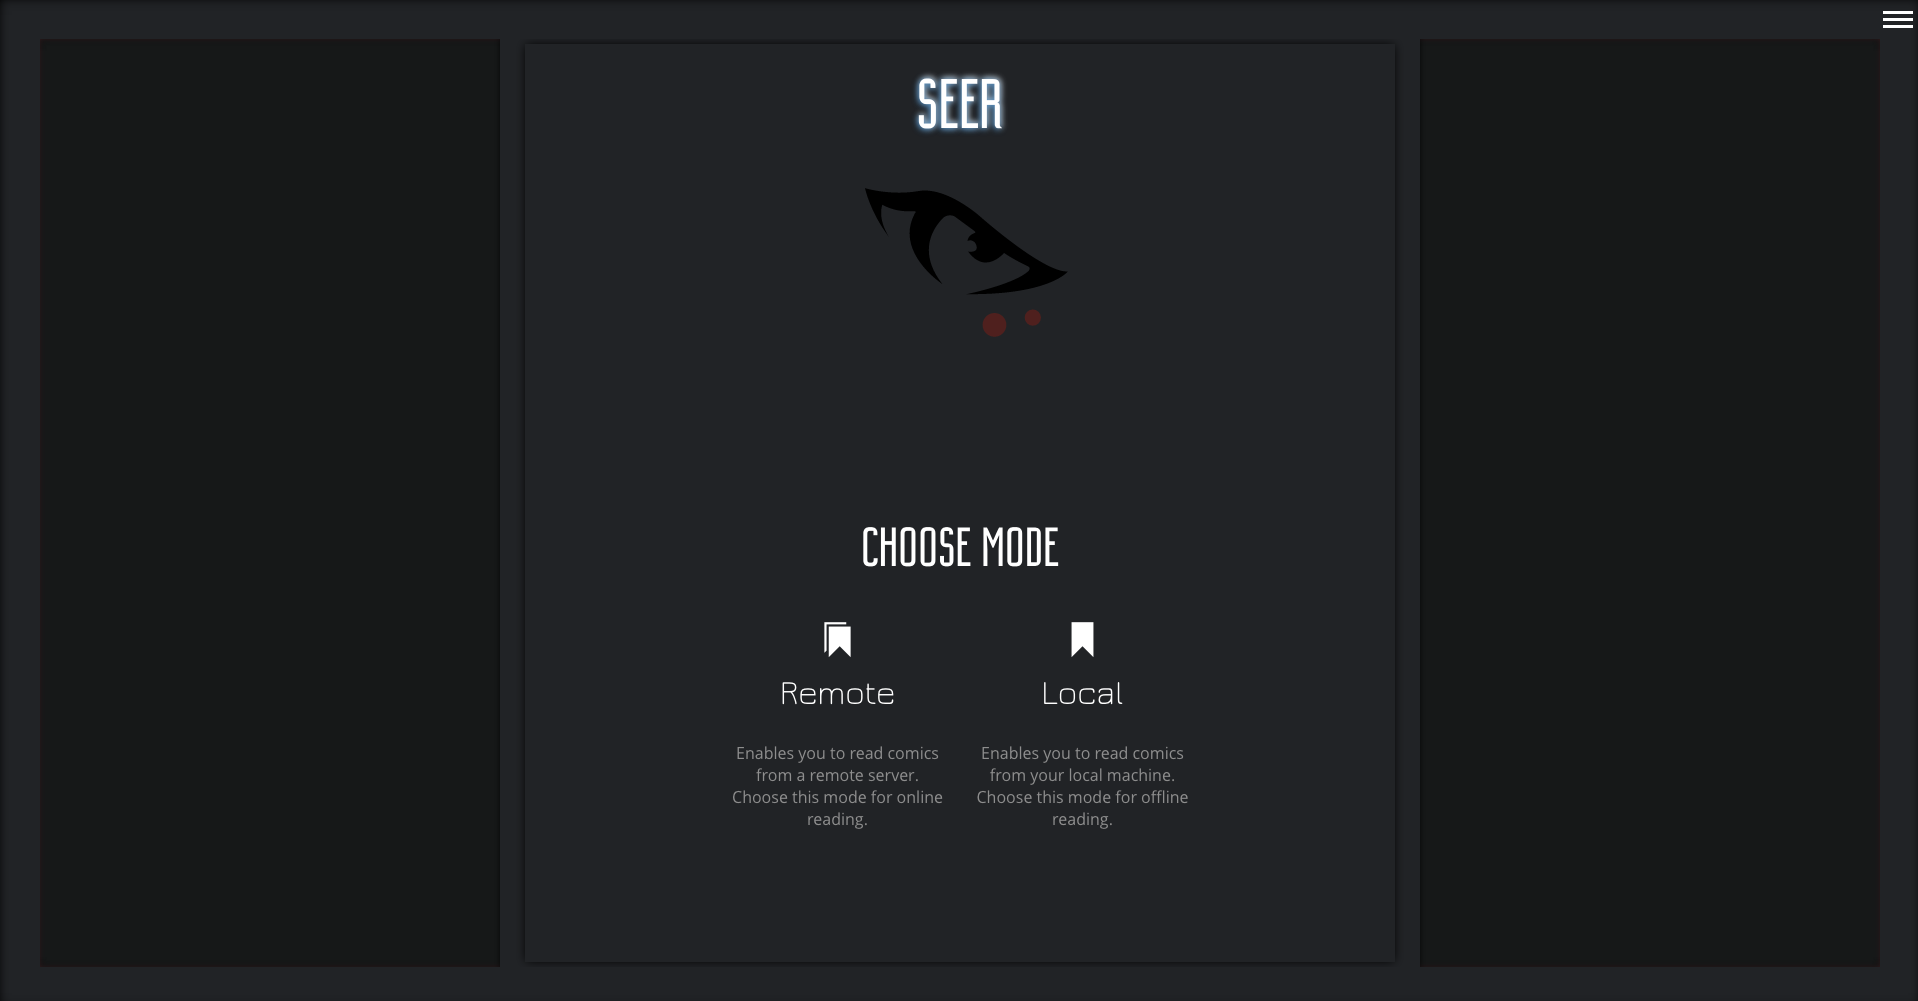 SEER
CHOOSE MODE
Remote
Enables you to read comics
from a remote server.
Choose this mode for online
reading.
Local
Enables you to read comics
from your local machine.
Choose this mode for offline
reading.